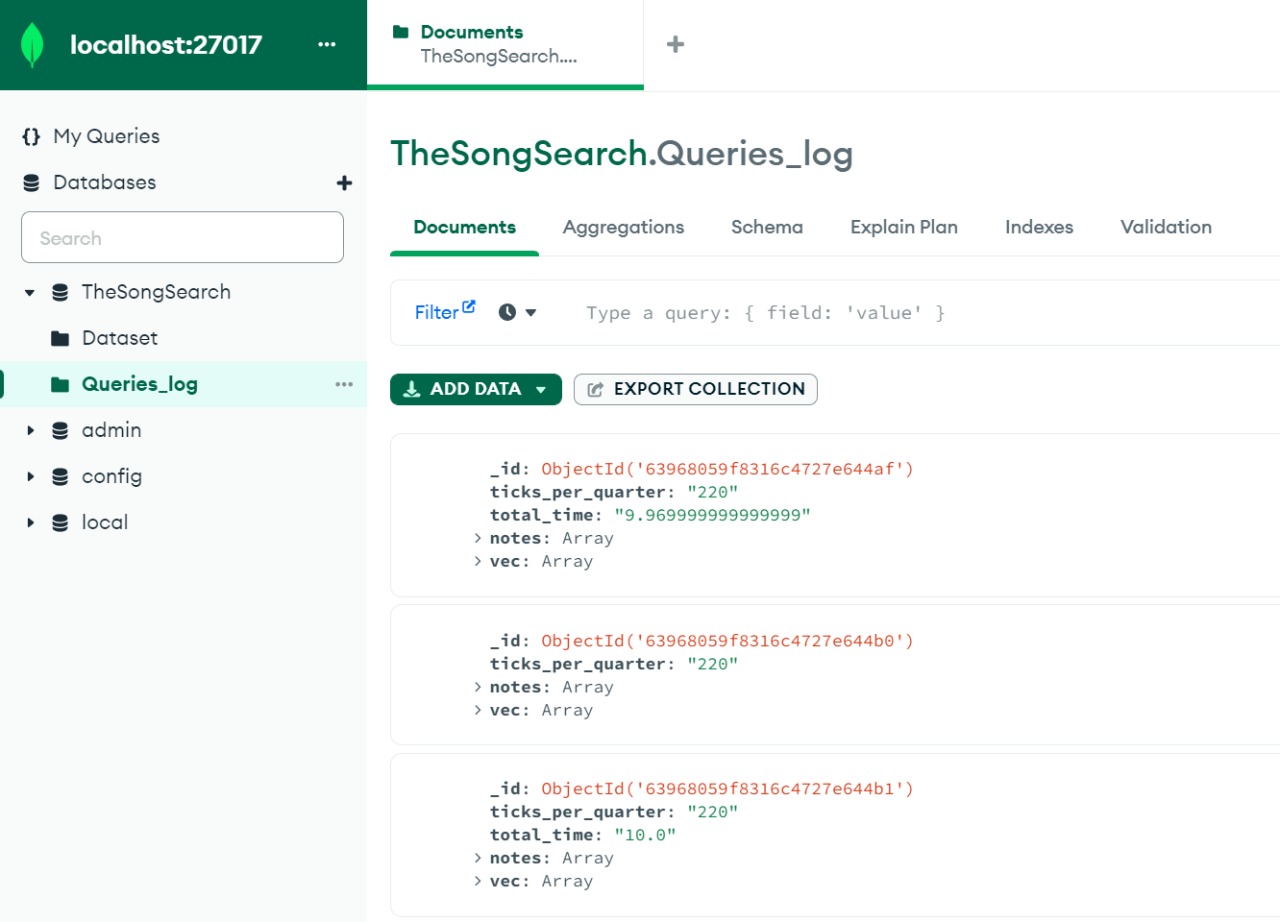 localhost:27017
Documents
TheSongSearch....
{} My Queries
Databases
Search
TheSongSearch
Dataset
Queries_log
admin
config
local
TheSongSearch.Queries_log
Documents Aggregations Schema Explain Plan Indexes Validation
Filter Type a query: { field: 'value' }
ADD DATA EXPORT COLLECTION
_id: ObjectId('63968059f8316c4727e644af')
ticks_per_quarter: "220"
total_time: "9.969999999999999"
> notes: Array
> vec: Array
_id: ObjectId('63968059f8316c4727e644b0')
ticks_per_quarter: "220"
> notes: Array
> vec: Array
_id: ObjectId('63968059f8316c4727e644b1')
ticks_per_quarter: "220"
total_time: "10.0"
> notes: Array
> vec: Array